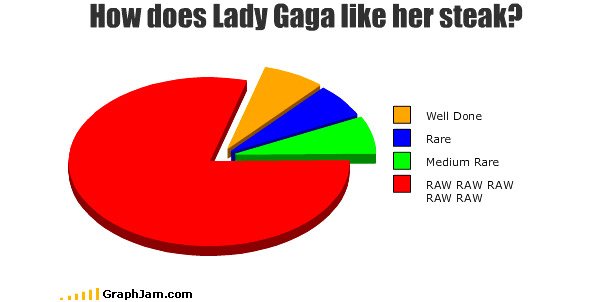 How does Lady Gaga like her steak?
Well Done
Rare
Medium Rare
RAW RAW RAW
RAW RAW
GraphJam.com